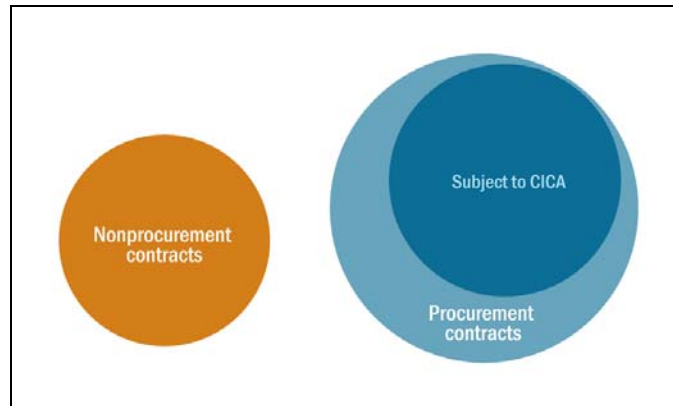 Nonprocurement
contracts
Subject to CICA
Procurement
contracts